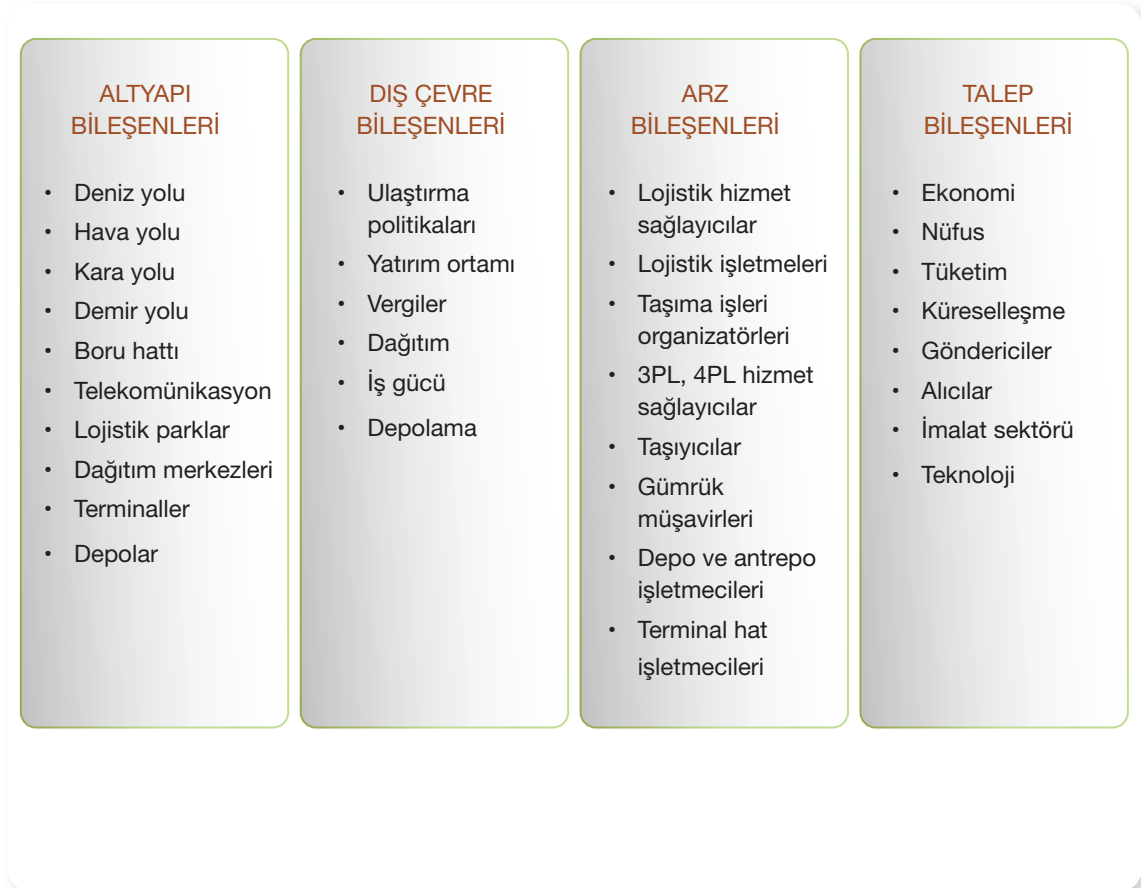 ALTYAPI
BİLEŞENLERİ
• Deniz yolu
• Hava yolu
• Kara yolu
• Demir yolu
• Boru hattı
• Telekomünikasyon
• Lojistik parklar
• Dağıtım merkezleri
• Terminaller
• Depolar
DIŞ ÇEVRE
BİLEŞENLERİ
• Ulaştırma
politikaları
• Yatırım ortamı
• Vergiler
• Dağıtım
• İş gücü
• Depolama
ARZ
BİLEŞENLERİ
• Lojistik hizmet
sağlayıcılar
• Lojistik işletmeleri
• Taşıma işleri
organizatörleri
• 3PL, 4PL hizmet
sağlayıcılar
• Taşıyıcılar
• Gümrük
müşavirleri
• Depo ve antrepo
işletmecileri
• Terminal hat
işletmecileri
TALEP
BİLEŞENLERİ
• Ekonomi
• Nüfus
• Tüketim
• Küreselleşme
• Göndericiler
• Alıcılar
• İmalat sektörü
• Teknoloji